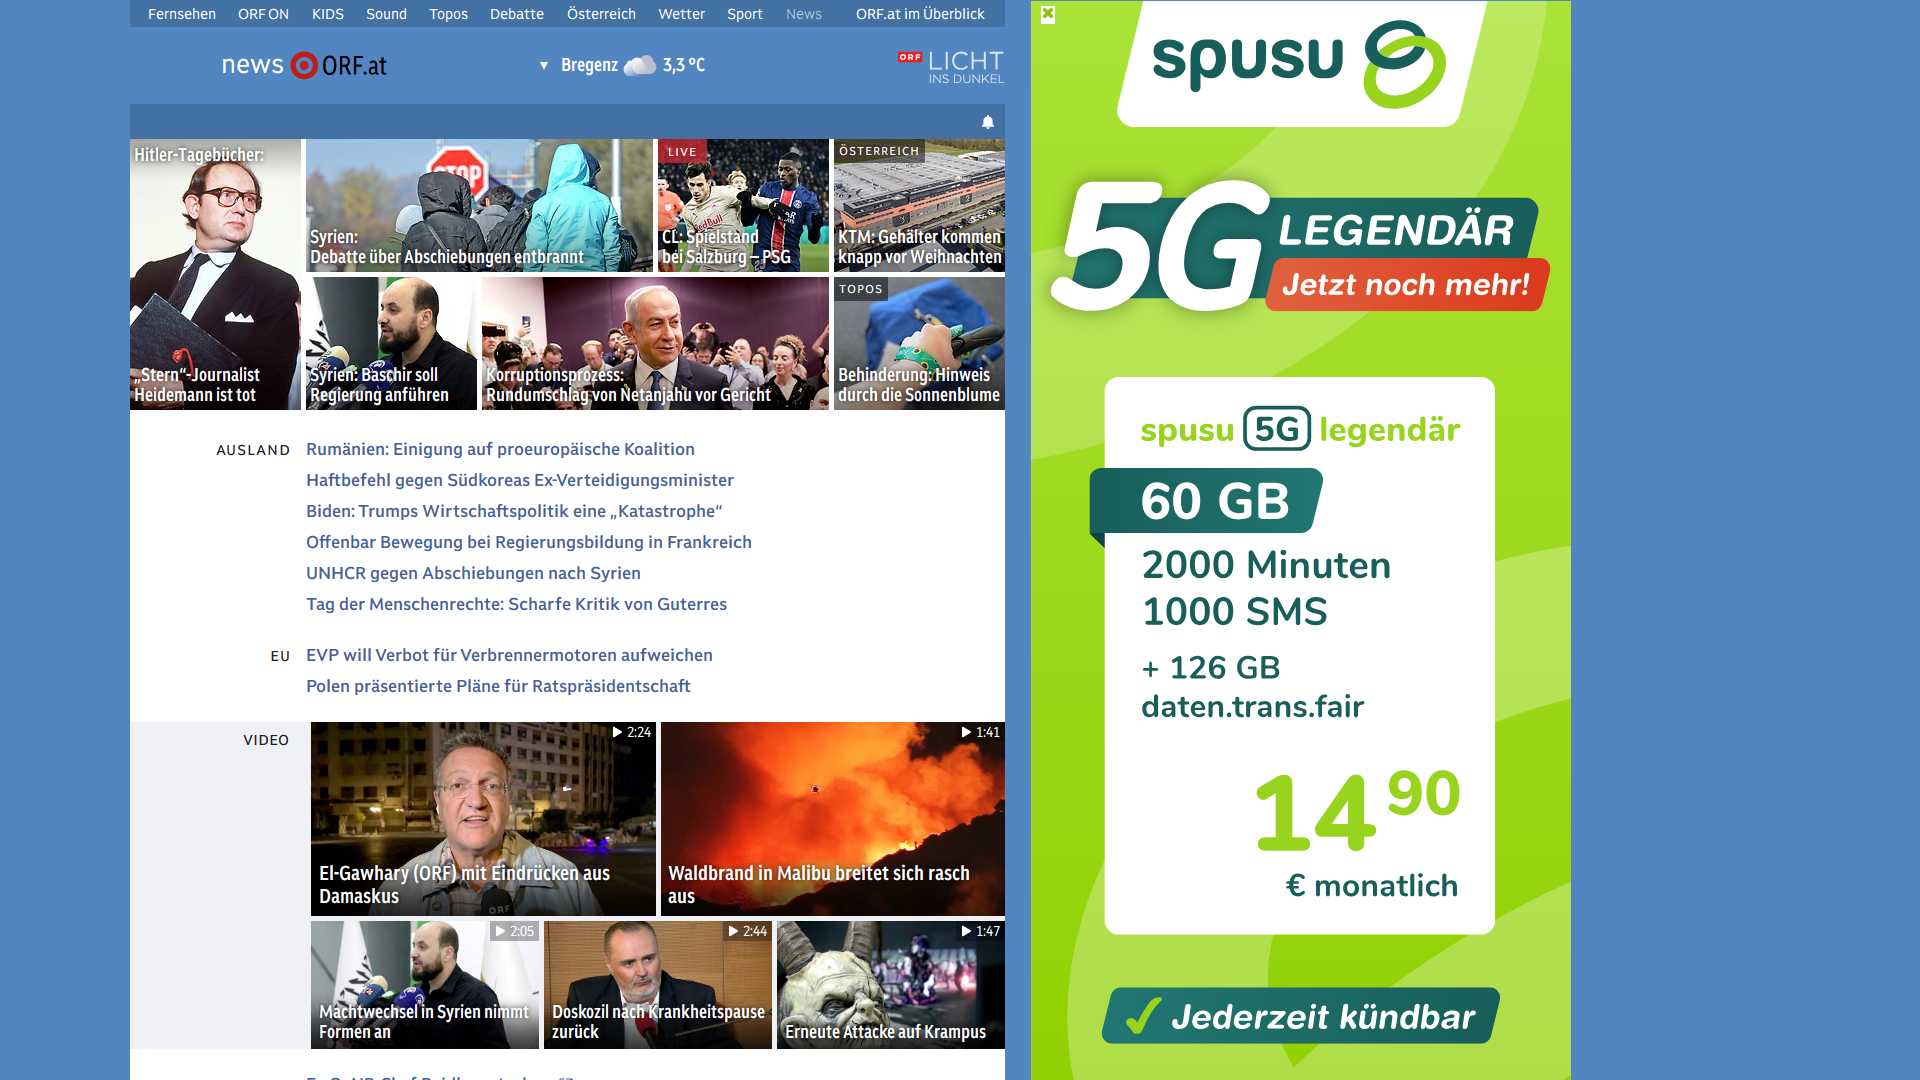 Fernsehen ORF ON KIDS Sound Topos Debatte Österreich Wetter Sport News ORF.at im Überblick
news ORF.at
Bregenz 3,3 °C
ORF LICHT
INS DUNKEL
Hitler-Tagebücher:
„Stern“-Journalist
Heidemann ist tot
STOP
Syrien:
Debatte über Abschiebungen entbrannt
LIVE
CL: Spielstand
bei Salzburg – PSG
ÖSTERREICH
KTM: Gehälter kommen
knapp vor Weihnachten
Syrien: Baschir soll
Regierung anführen
Korruptionsprozess:
Rundumschlag von Netanjahu vor Gericht
TOPOS
Behinderung: Hinweis
durch die Sonnenblume
AUSLAND
Rumänien: Einigung auf proeuropäische Koalition
Haftbefehl gegen Südkoreas Ex-Verteidigungsminister
Biden: Trumps Wirtschaftspolitik eine „Katastrophe“
Offenbar Bewegung bei Regierungsbildung in Frankreich
UNHCR gegen Abschiebungen nach Syrien
Tag der Menschenrechte: Scharfe Kritik von Guterres
EU
EVP will Verbot für Verbrennermotoren aufweichen
Polen präsentierte Pläne für Ratspräsidentschaft
VIDEO
2:24
El-Gawhary (ORF) mit Eindrücken aus
Damaskus
ORF
1:41
Waldbrand in Malibu breitet sich rasch
aus
2:05
Machtwechsel in Syrien nimmt
Formen an
2:44
Doskozil nach Krankheitspause
zurück
1:47
Erneute Attacke auf Krampus
spusu
5G LEGENDÄR
Jetzt noch mehr!
spusu 5G legendär
60 GB
2000 Minuten
1000 SMS
+ 126 GB
daten.trans.fair
14 90
€ monatlich
Jederzeit kündbar